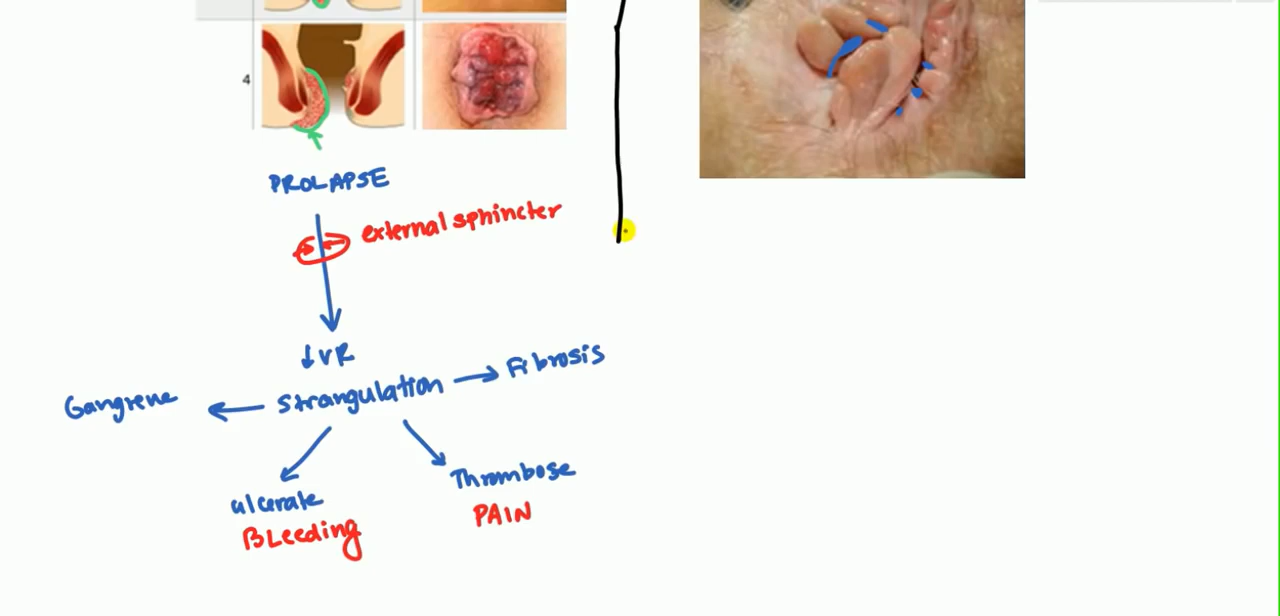 4
PROLAPSE
external sphincter
↓VR
Strangulation → Fibrosis
Gangrene ←
ulcerate
Bleeding
Thrombose
PAIN